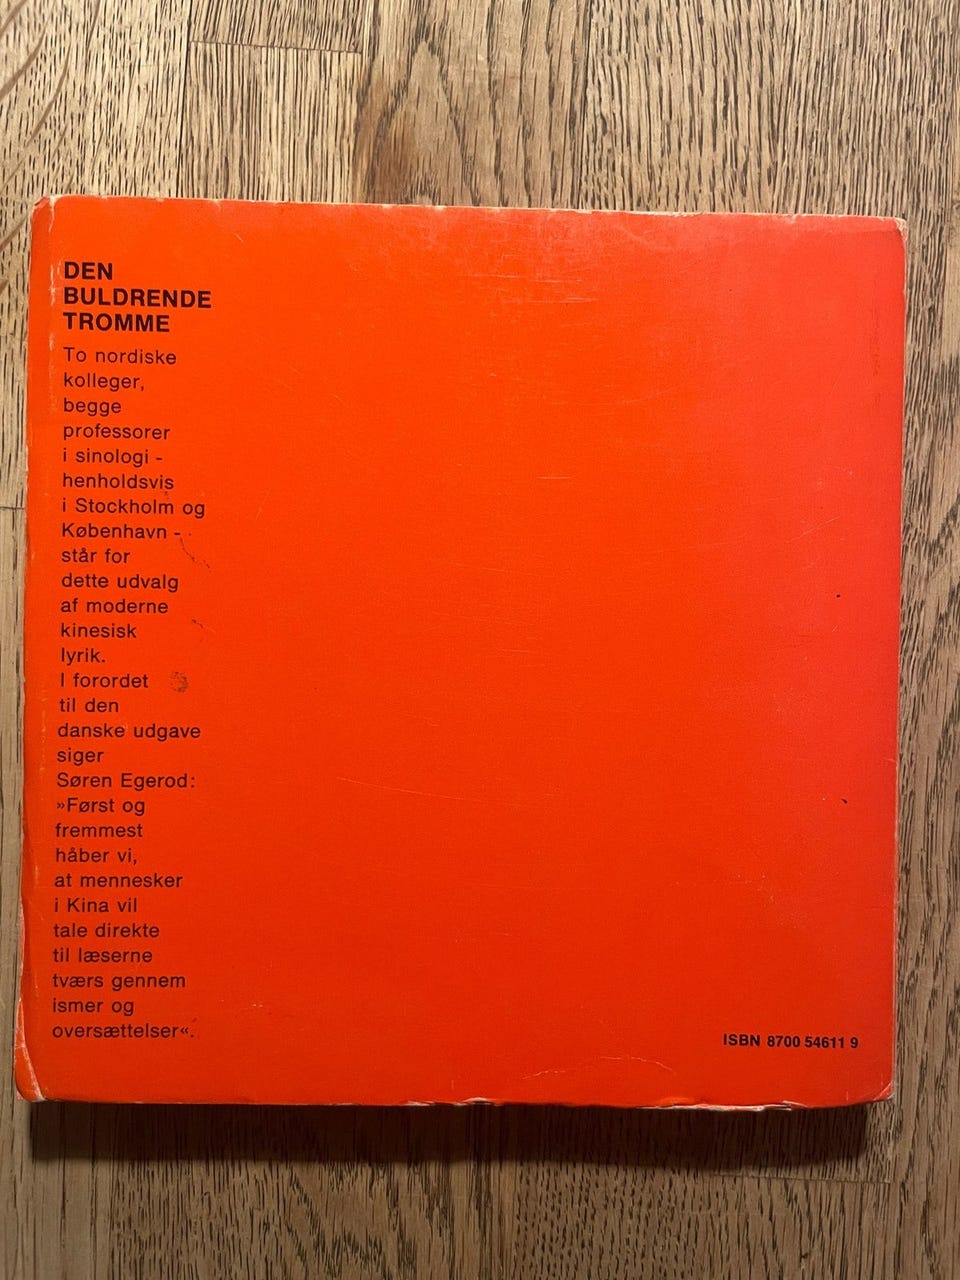 DEN
BULDRENDE
TROMME
To nordiske
kolleger,
begge
professorer
i sinologi -
henholdsvis
i Stockholm og
København -
står for
dette udvalg
af moderne
kinesisk
lyrik.
I forordet
til den
danske udgave
siger
Søren Egerod:
»Først og
fremmest
håber vi,
at mennesker
i Kina vil
tale direkte
til læserne
tværs gennem
ismer og
oversættelser«.
ISBN 8700 54611 9